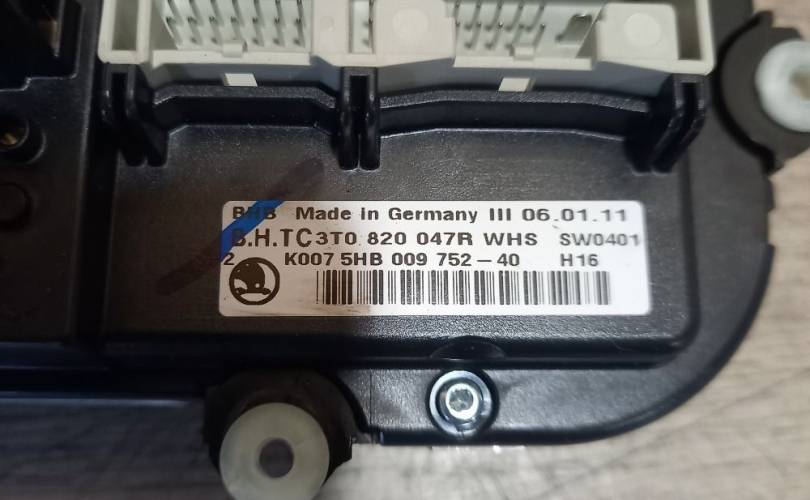 BHB Made in Germany III 06.01.11
B.H.TC 3T0 820 047R WHS SW0401
2 K007 5HB 009 752-40 H16